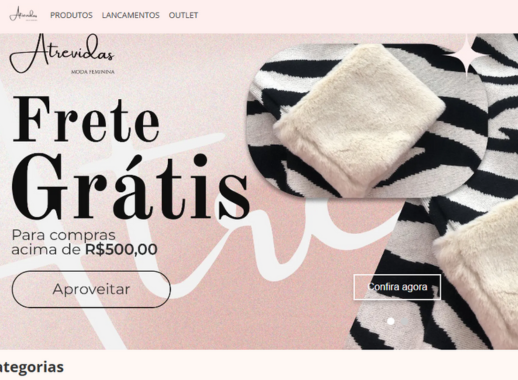 Atrevidas
PRODUTOS LANCAMENTOS OUTLET
Atrevidas
MODA FEMININA
Frete
Grátis
Para compras
acima de R$500,00
Aproveitar
Confira agora
ategorias